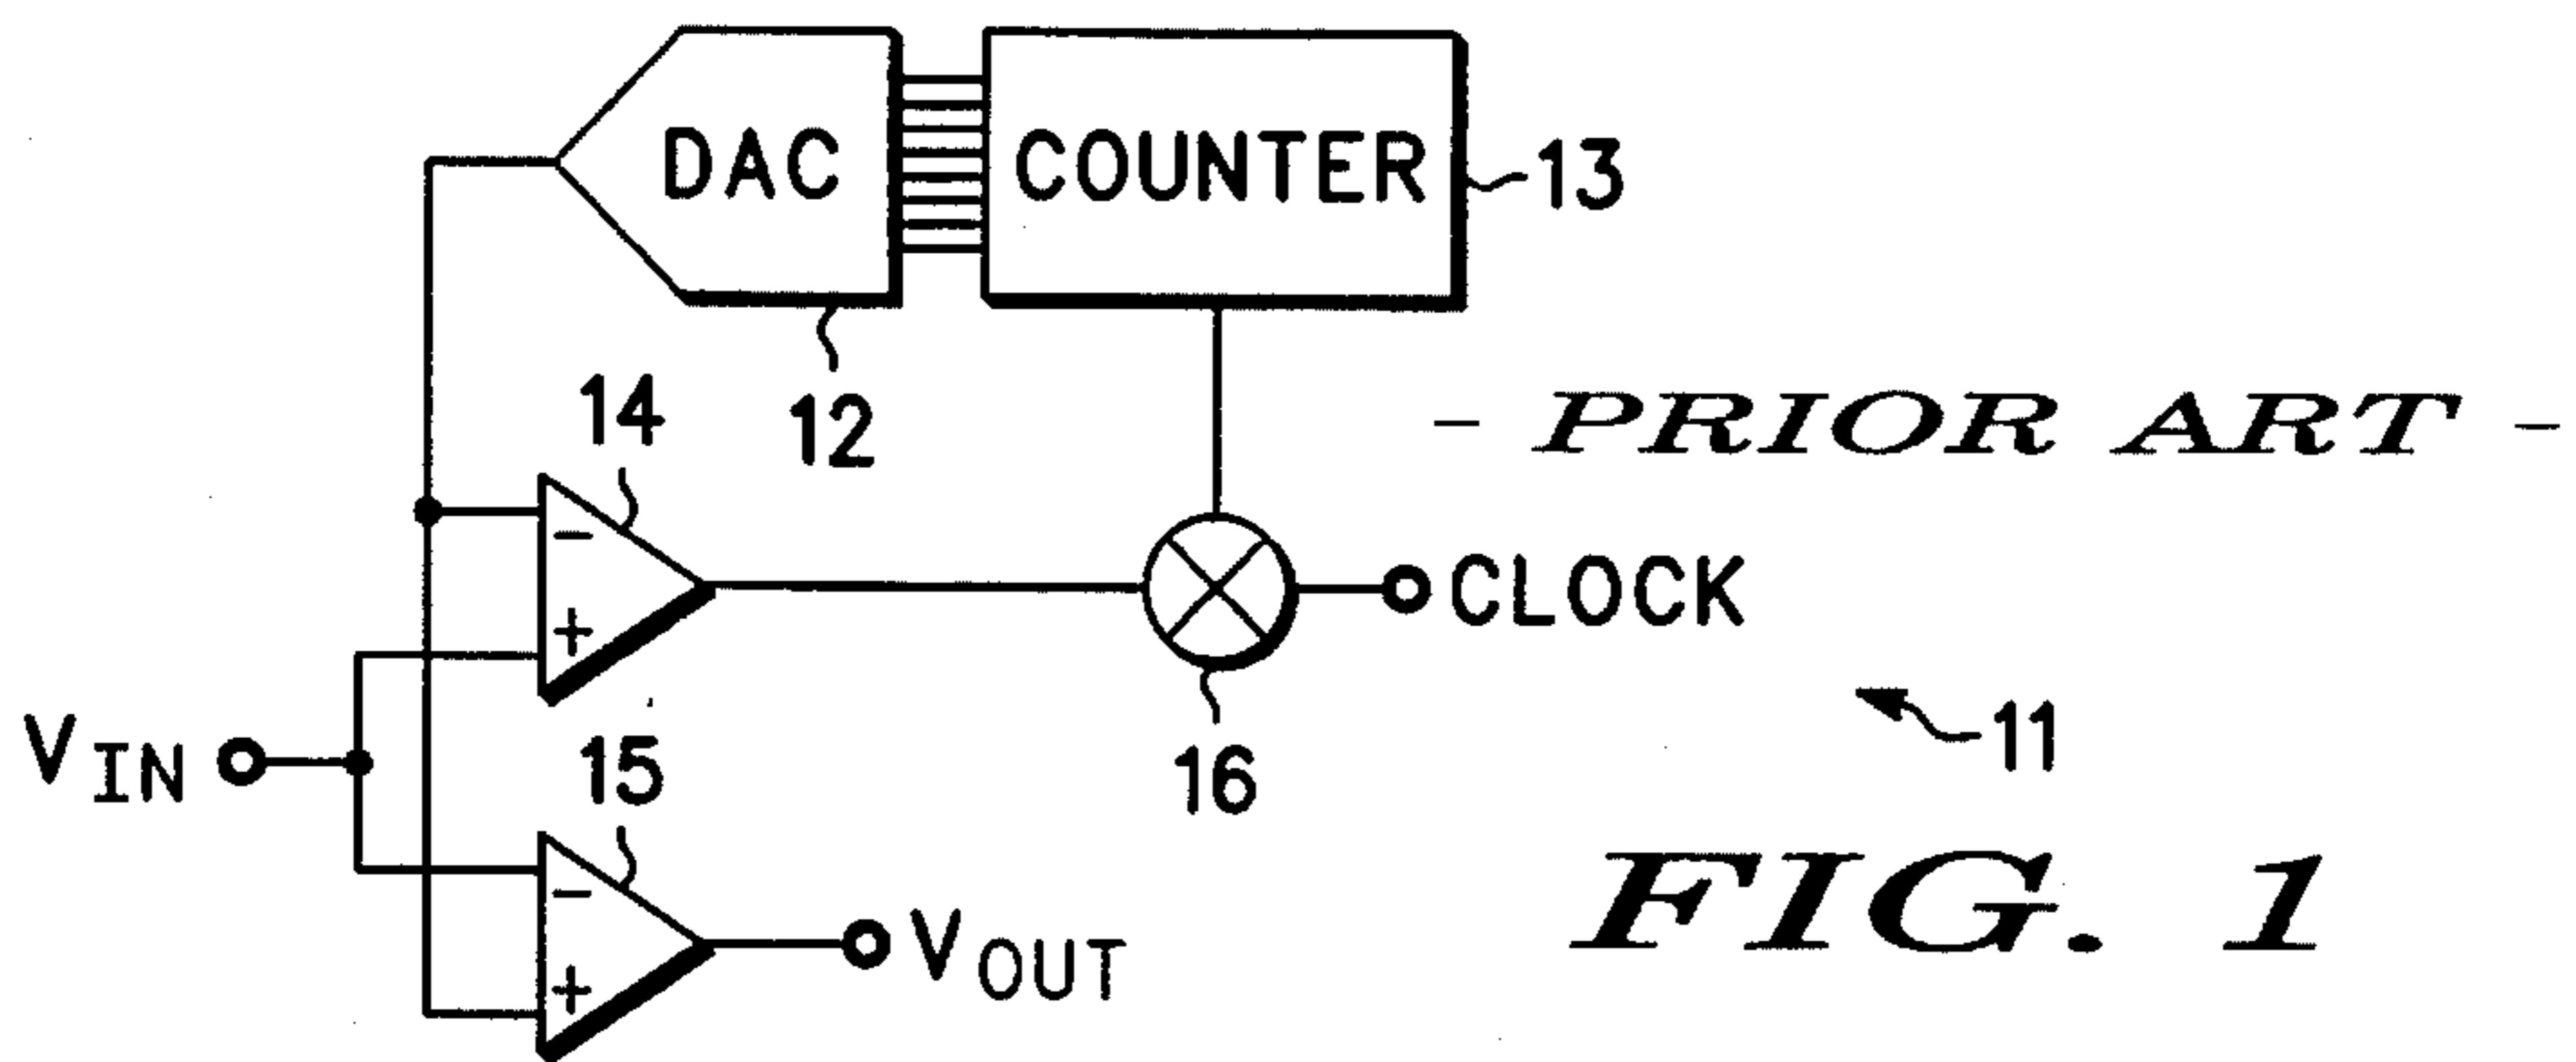 DAC
COUNTER
13
14
12
- PRIOR ART -
-
+
CLOCK
VIN
15
16
11
-
+
VOUT
FIG. 1